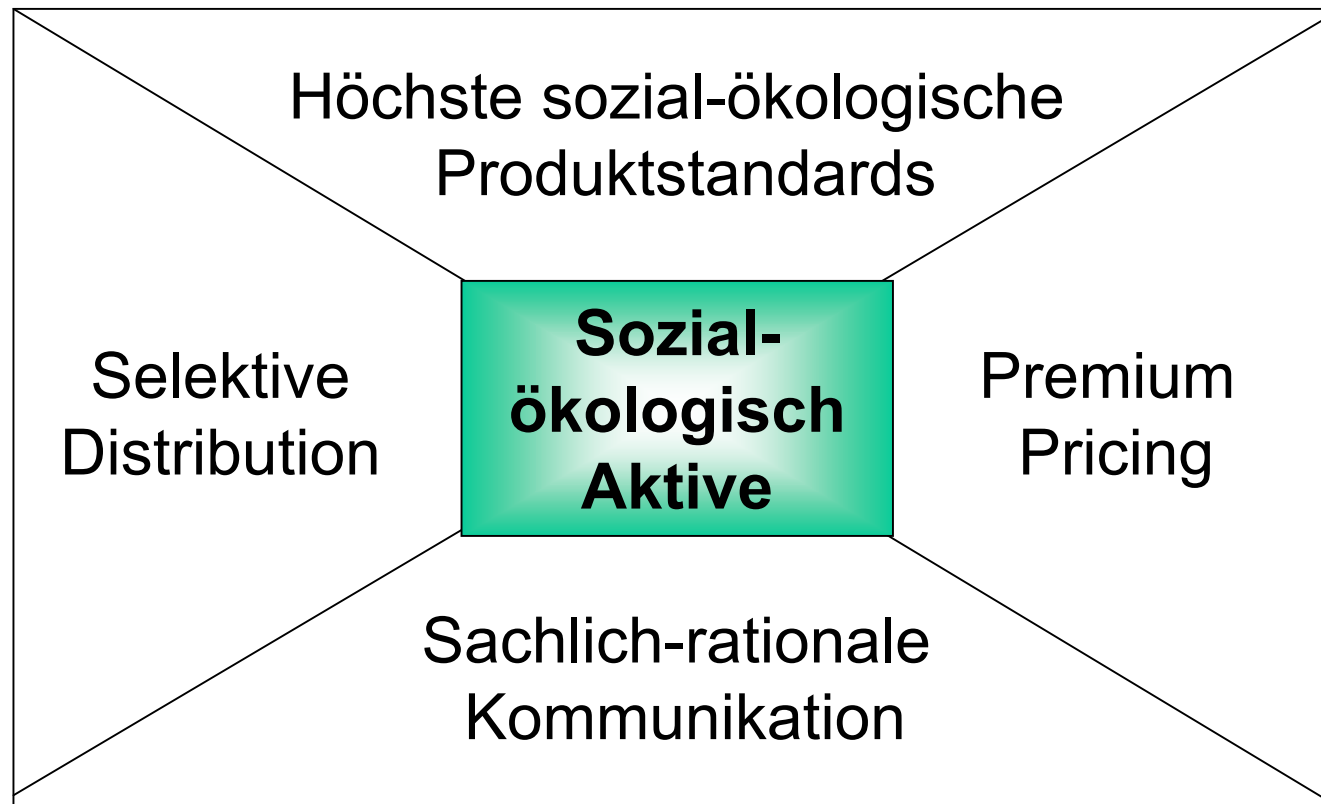 Höchste sozial-ökologische
Produktstandards
Selektive
Distribution
Sozial-
ökologisch
Aktive
Premium
Pricing
Sachlich-rationale
Kommunikation